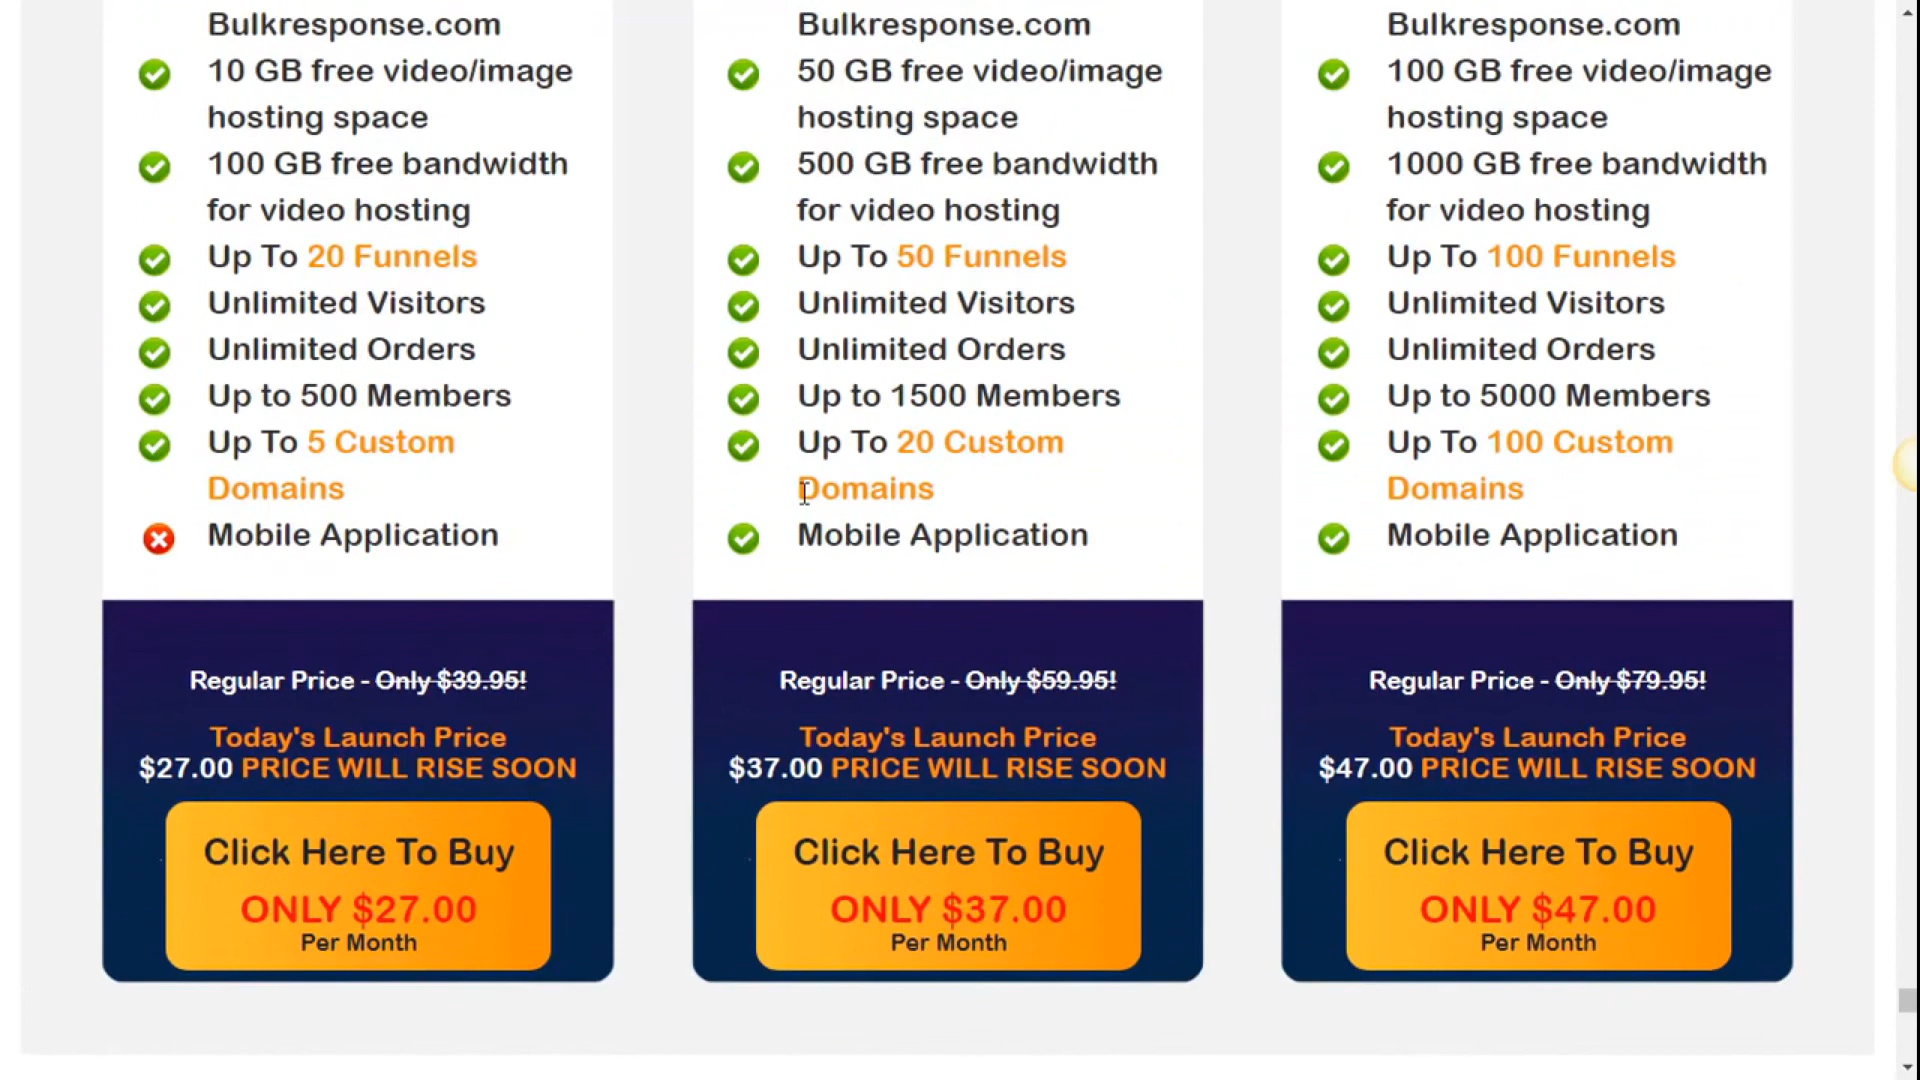 Bulkresponse.com
10 GB free video/image
hosting space
100 GB free bandwidth
for video hosting
Up To 20 Funnels
Unlimited Visitors
Unlimited Orders
Up to 500 Members
Up To 5 Custom
Domains
Mobile Application
Regular Price - Only $39.95!
Today's Launch Price
$27.00 PRICE WILL RISE SOON
Click Here To Buy
ONLY $27.00
Per Month
Bulkresponse.com
50 GB free video/image
hosting space
500 GB free bandwidth
for video hosting
Up To 50 Funnels
Unlimited Visitors
Unlimited Orders
Up to 1500 Members
Up To 20 Custom
Domains
Mobile Application
Regular Price - Only $59.95!
Today's Launch Price
$37.00 PRICE WILL RISE SOON
Click Here To Buy
ONLY $37.00
Per Month
Bulkresponse.com
100 GB free video/image
hosting space
1000 GB free bandwidth
for video hosting
Up To 100 Funnels
Unlimited Visitors
Unlimited Orders
Up to 5000 Members
Up To 100 Custom
Domains
Mobile Application
Regular Price - Only $79.95!
Today's Launch Price
$47.00 PRICE WILL RISE SOON
Click Here To Buy
ONLY $47.00
Per Month